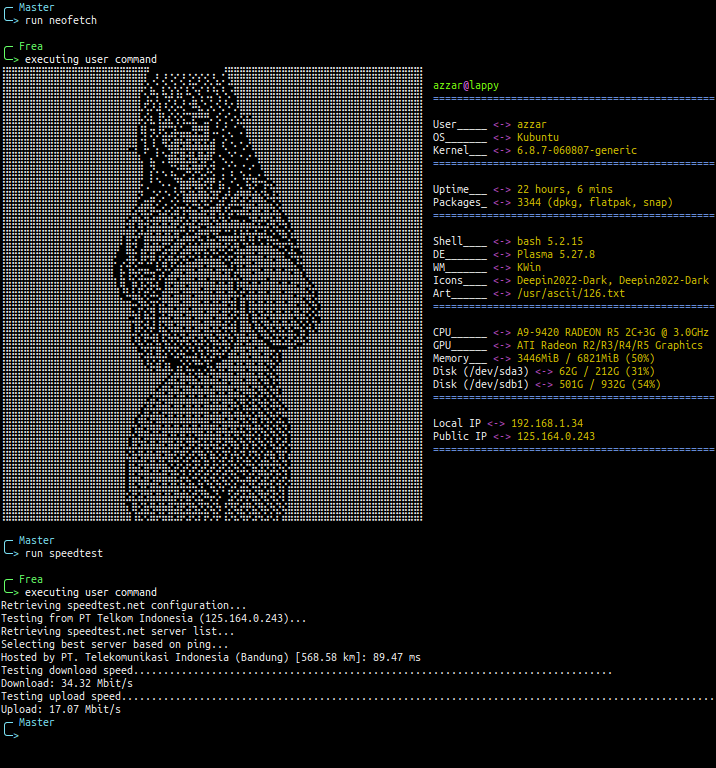 Master
> run neofetch
Frea
> executing user command
azzar@lappy
===============================================
User_____ <-> azzar
OS_______ <-> Kubuntu
Kernel___ <-> 6.8.7-060807-generic
===============================================
Uptime___ <-> 22 hours, 6 mins
Packages_ <-> 3344 (dpkg, flatpak, snap)
===============================================
Shell____ <-> bash 5.2.15
DE_______ <-> Plasma 5.27.8
WM_______ <-> KWin
Icons____ <-> Deepin2022-Dark, Deepin2022-Dark
Art______ <-> /usr/ascii/126.txt
===============================================
CPU______ <-> A9-9420 RADEON R5 2C+3G @ 3.0GHz
GPU______ <-> ATI Radeon R2/R3/R4/R5 Graphics
Memory___ <-> 3446MiB / 6821MiB (50%)
Disk (/dev/sda3) <-> 62G / 212G (31%)
Disk (/dev/sdb1) <-> 501G / 932G (54%)
===============================================
Local IP <-> 192.168.1.34
Public IP <-> 125.164.0.243
===============================================
Master
> run speedtest
Frea
> executing user command
Retrieving speedtest.net configuration...
Testing from PT Telkom Indonesia (125.164.0.243)...
Retrieving speedtest.net server list...
Selecting best server based on ping...
Hosted by PT. Telekomunikasi Indonesia (Bandung) [568.58 km]: 89.47 ms
Testing download speed................................................................................
Download: 34.32 Mbit/s
Testing upload speed...................................................................................................
Upload: 17.07 Mbit/s
Master
>